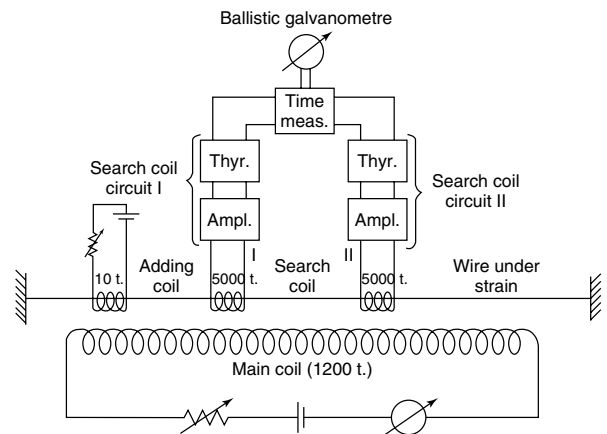 Ballistic galvanometre
Time
meas.
Search coil
circuit I
Thyr.
Thyr.
Search coil
circuit II
Ampl.
Ampl.
I
II
10 t.
Adding
coil
5000 t.
Search
coil
5000 t.
Wire under
strain
Main coil (1200 t.)